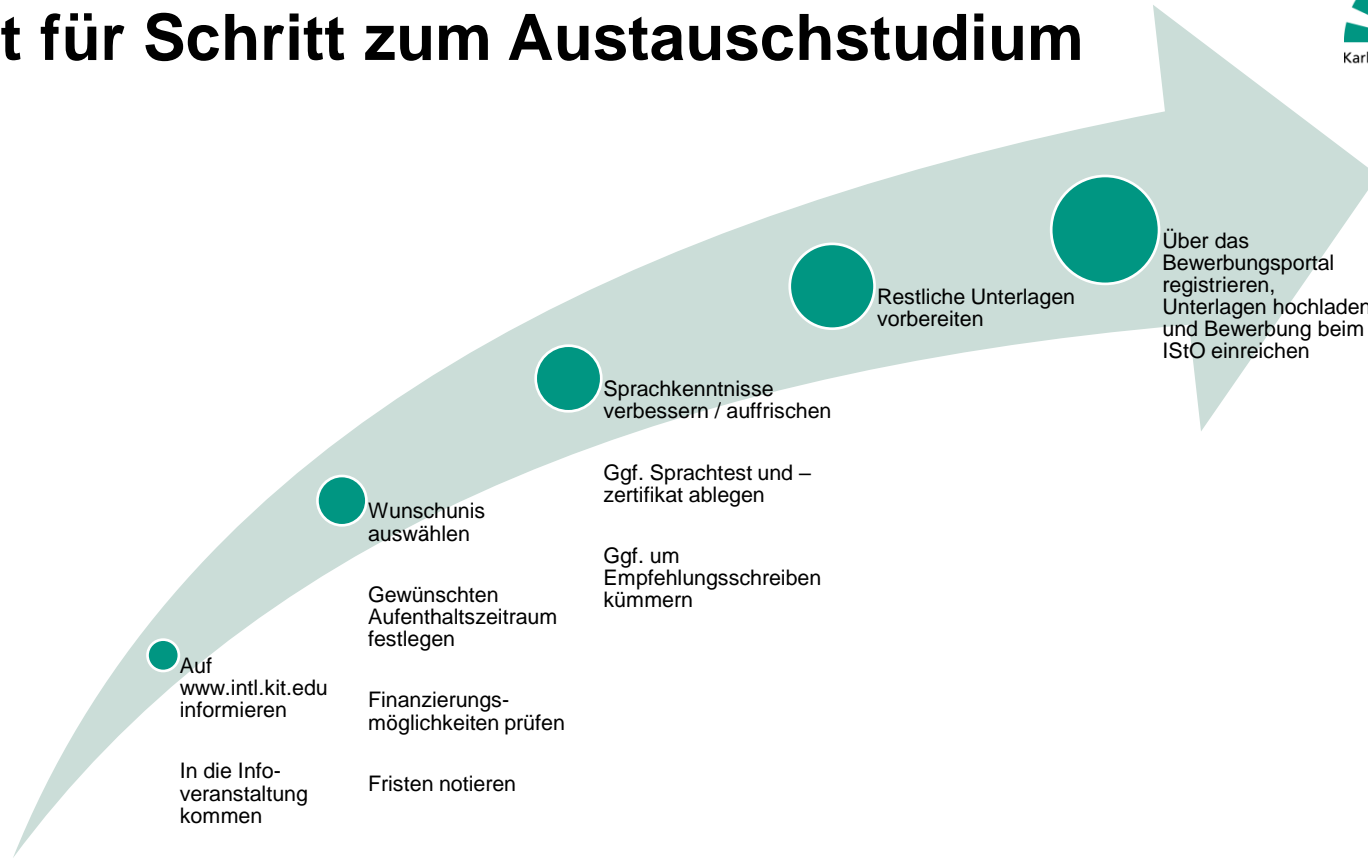 t für Schritt zum Austauschstudium
Karl
Auf
www.intl.kit.edu
informieren
In die Info-
veranstaltung
kommen
Wunschunis
auswählen
Gewünschten
Aufenthaltszeitraum
festlegen
Finanzierungs-
möglichkeiten prüfen
Fristen notieren
Sprachkenntnisse
verbessern / auffrischen
Ggf. Sprachtest und –
zertifikat ablegen
Ggf. um
Empfehlungsschreiben
kümmern
Restliche Unterlagen
vorbereiten
Über das
Bewerbungsportal
registrieren,
Unterlagen hochladen
und Bewerbung beim
IStO einreichen